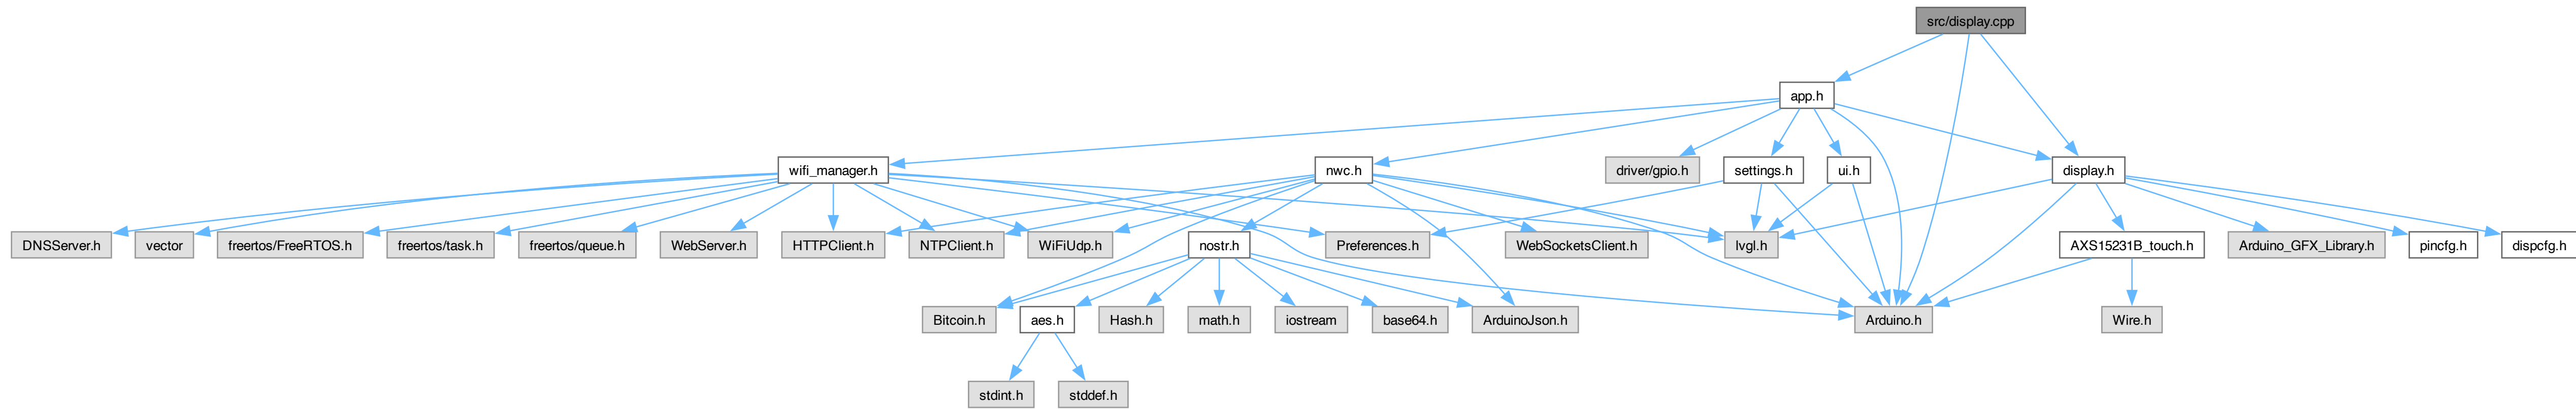 src/display.cpp
app.h
wifi_manager.h
nwc.h
driver/gpio.h
settings.h
ui.h
display.h
DNSServer.h
vector
freertos/FreeRTOS.h
freertos/task.h
freertos/queue.h
WebServer.h
HTTPClient.h
NTPClient.h
WiFiUdp.h
nostr.h
Preferences.h
WebSocketsClient.h
lvgl.h
AXS15231B_touch.h
Arduino_GFX_Library.h
pincfg.h
dispcfg.h
Bitcoin.h
aes.h
Hash.h
math.h
iostream
base64.h
ArduinoJson.h
Arduino.h
Wire.h
stdint.h
stddef.h